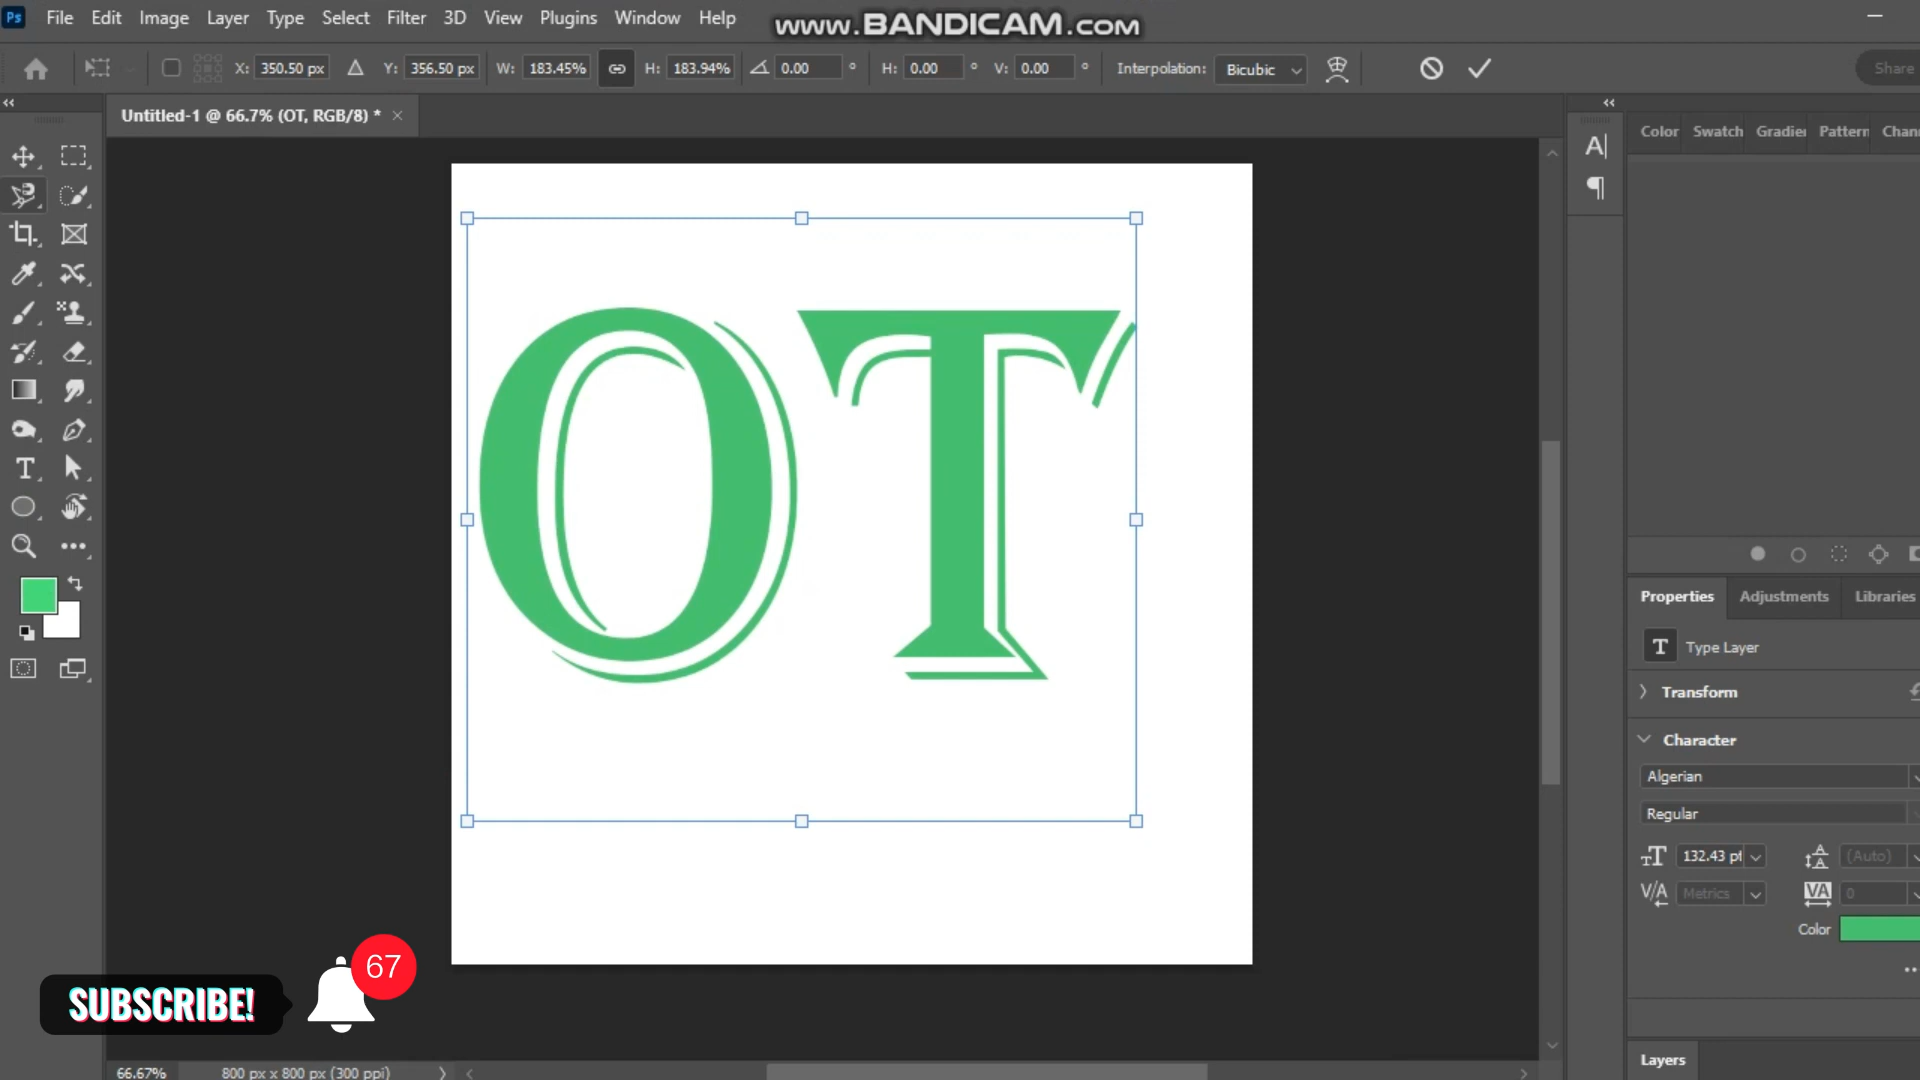 Ps File Edit Image Layer Type Select Filter 3D View Plugins Window Help
www.BANDICAM.com
X: 350.50 px Y: 356.50 px W: 183.45% H: 183.94% 0.00 ° H: 0.00 ° V: 0.00 ° Interpolation: Bicubic Share
Untitled-1 @ 66.7% (OT, RGB/8) * ×
Color Swatch Gradier Pattern Chan
OT
Properties Adjustments Libraries
T Type Layer
Transform
Character
Algerian
Regular
132.43 pt (Auto)
Metrics 0
Color
SUBSCRIBE! 67
Layers
66.67% 800 px x 800 px (300 ppi)